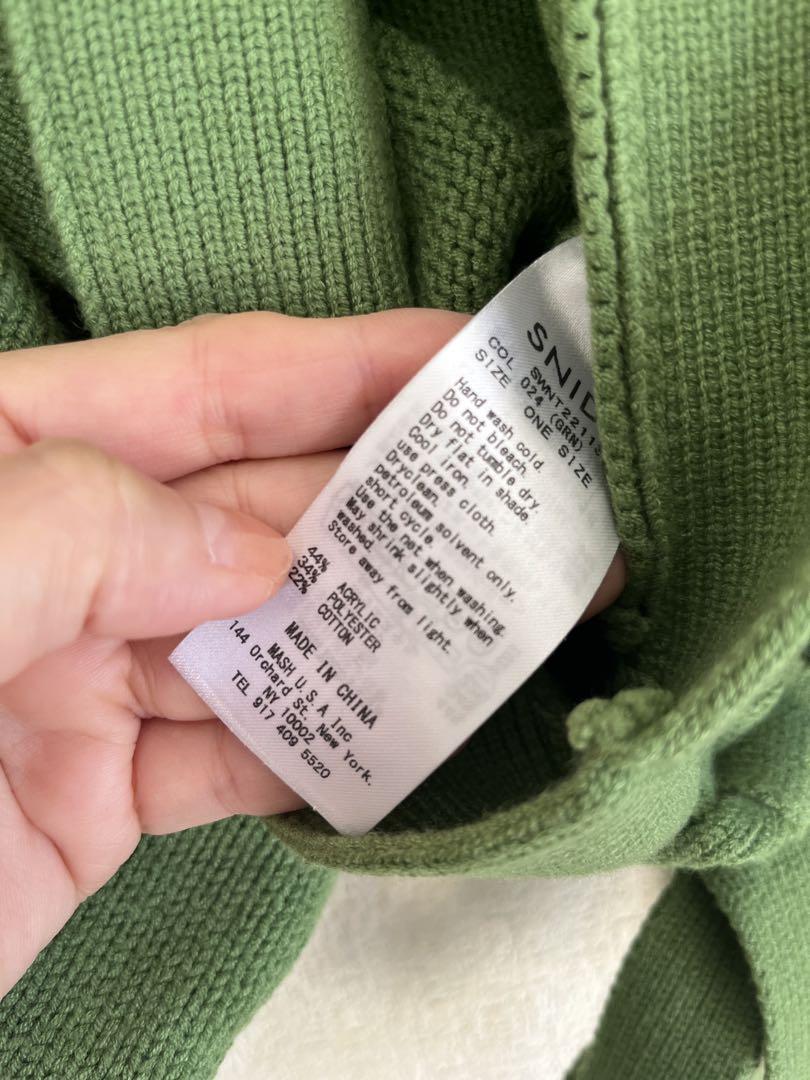 SNID
COL SWNT22113
024 (GRN)
SIZE ONE SIZE
Hand wash cold.
Do not bleach.
Do not tumble dry.
Dry flat in shade.
Cool iron.
use press cloth.
Dryclean.
petroleum solvent only.
short cycle.
Use the net when washing.
May shrink slightly when
washed.
Store away from light.
44% ACRYLIC
34% POLYESTER
22% COTTON
MADE IN CHINA
MASH U.S.A Inc
144 Orchard St. New York.
NY 10002
TEL 917 409 5520